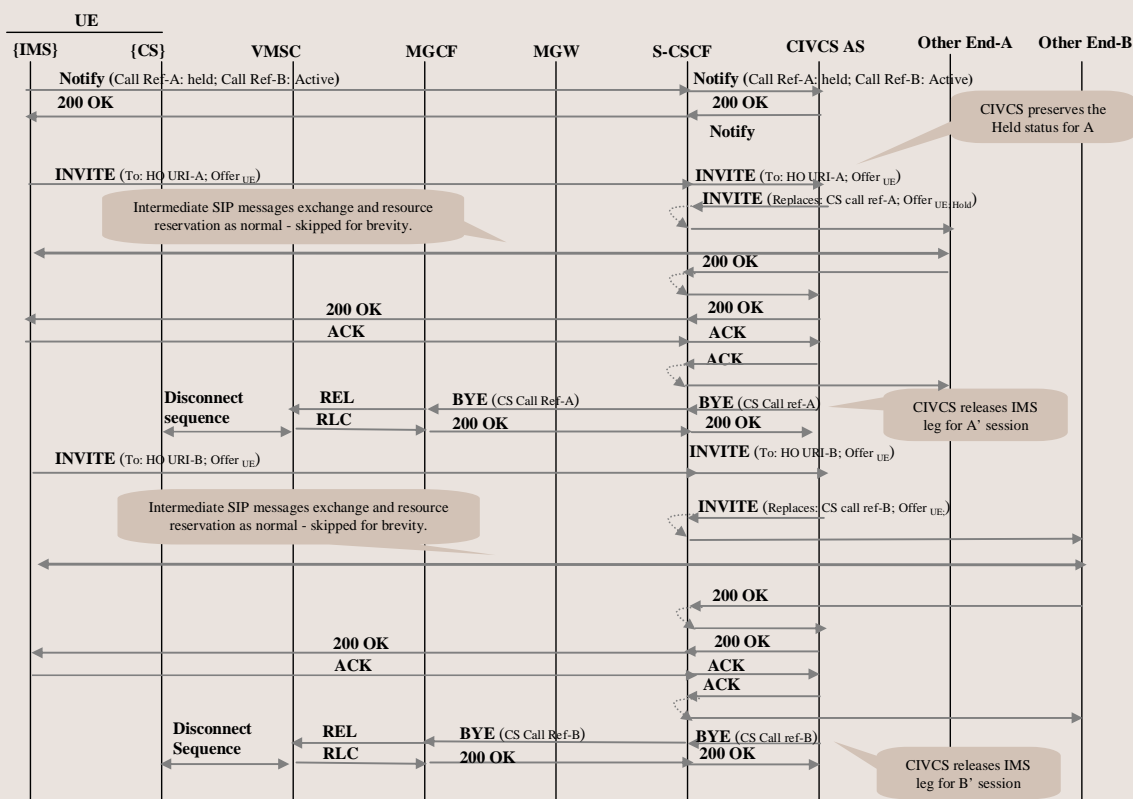 UE
{IMS} {CS} VMSC MGCF MGW S-CSCF CIVCS AS Other End-A Other End-B
Notify (Call Ref-A: held; Call Ref-B: Active) Notify (Call Ref-A: held; Call Ref-B: Active)
200 OK 200 OK
CIVCS preserves the
Held status for A
Notify
INVITE (To: HO URI-A; Offer UE) INVITE (To: HO URI-A; Offer UE)
INVITE (Replaces: CS call ref-A; Offer UE; Hold)
Intermediate SIP messages exchange and resource
reservation as normal - skipped for brevity.
200 OK
200 OK 200 OK
ACK ACK
ACK
Disconnect
sequence
REL BYE (CS Call Ref-A) BYE (CS Call ref-A)
RLC 200 OK 200 OK
CIVCS releases IMS
leg for A' session
INVITE (To: HO URI-B; Offer UE) INVITE (To: HO URI-B; Offer UE)
Intermediate SIP messages exchange and resource
reservation as normal - skipped for brevity.
INVITE (Replaces: CS call ref-B; Offer UE;)
200 OK
200 OK 200 OK
ACK ACK
ACK
Disconnect
Sequence
REL BYE (CS Call Ref-B) BYE (CS Call ref-B)
RLC 200 OK 200 OK
CIVCS releases IMS
leg for B' session